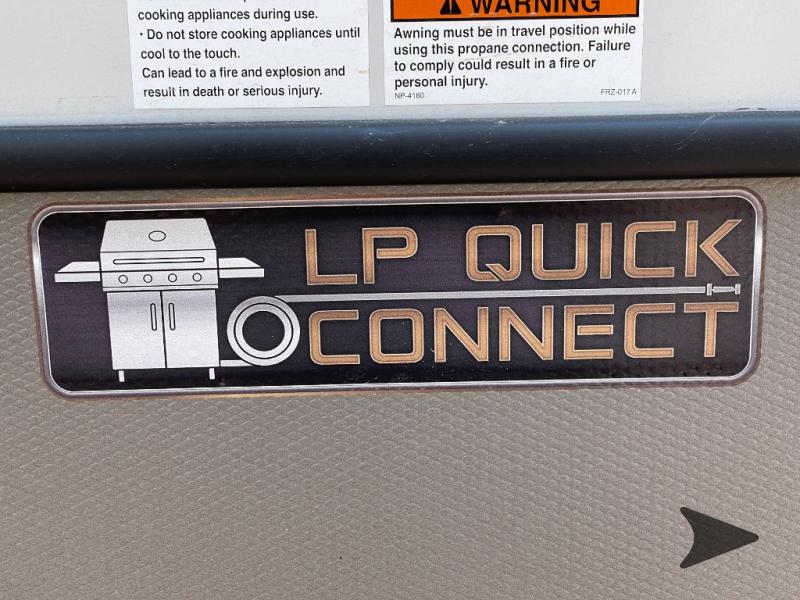 cooking appliances during use.
· Do not store cooking appliances until
cool to the touch.
Can lead to a fire and explosion and
result in death or serious injury.
WARNING
Awning must be in travel position while
using this propane connection. Failure
to comply could result in a fire or
personal injury.
NP-4160 FRZ-017 A
LP QUICK
CONNECT